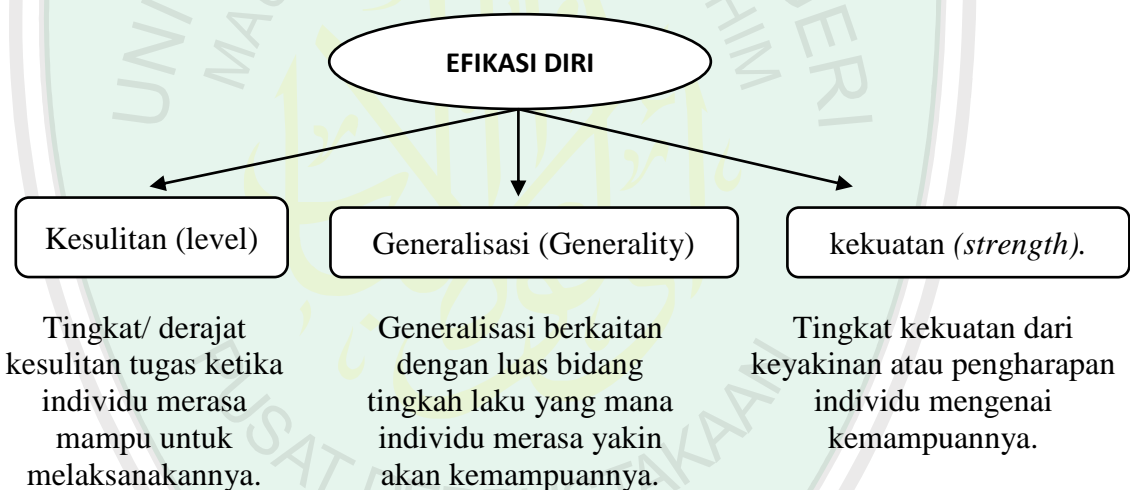 EFIKASI DIRI
Kesulitan (level)
Generalisasi (Generality)
kekuatan (strength).
Tingkat/ derajat
kesulitan tugas ketika
individu merasa
mampu untuk
melaksanakannya.
Generalisasi berkaitan
dengan luas bidang
tingkah laku yang mana
individu merasa yakin
akan kemampuannya.
Tingkat kekuatan dari
keyakinan atau pengharapan
individu mengenai
kemampuannya.